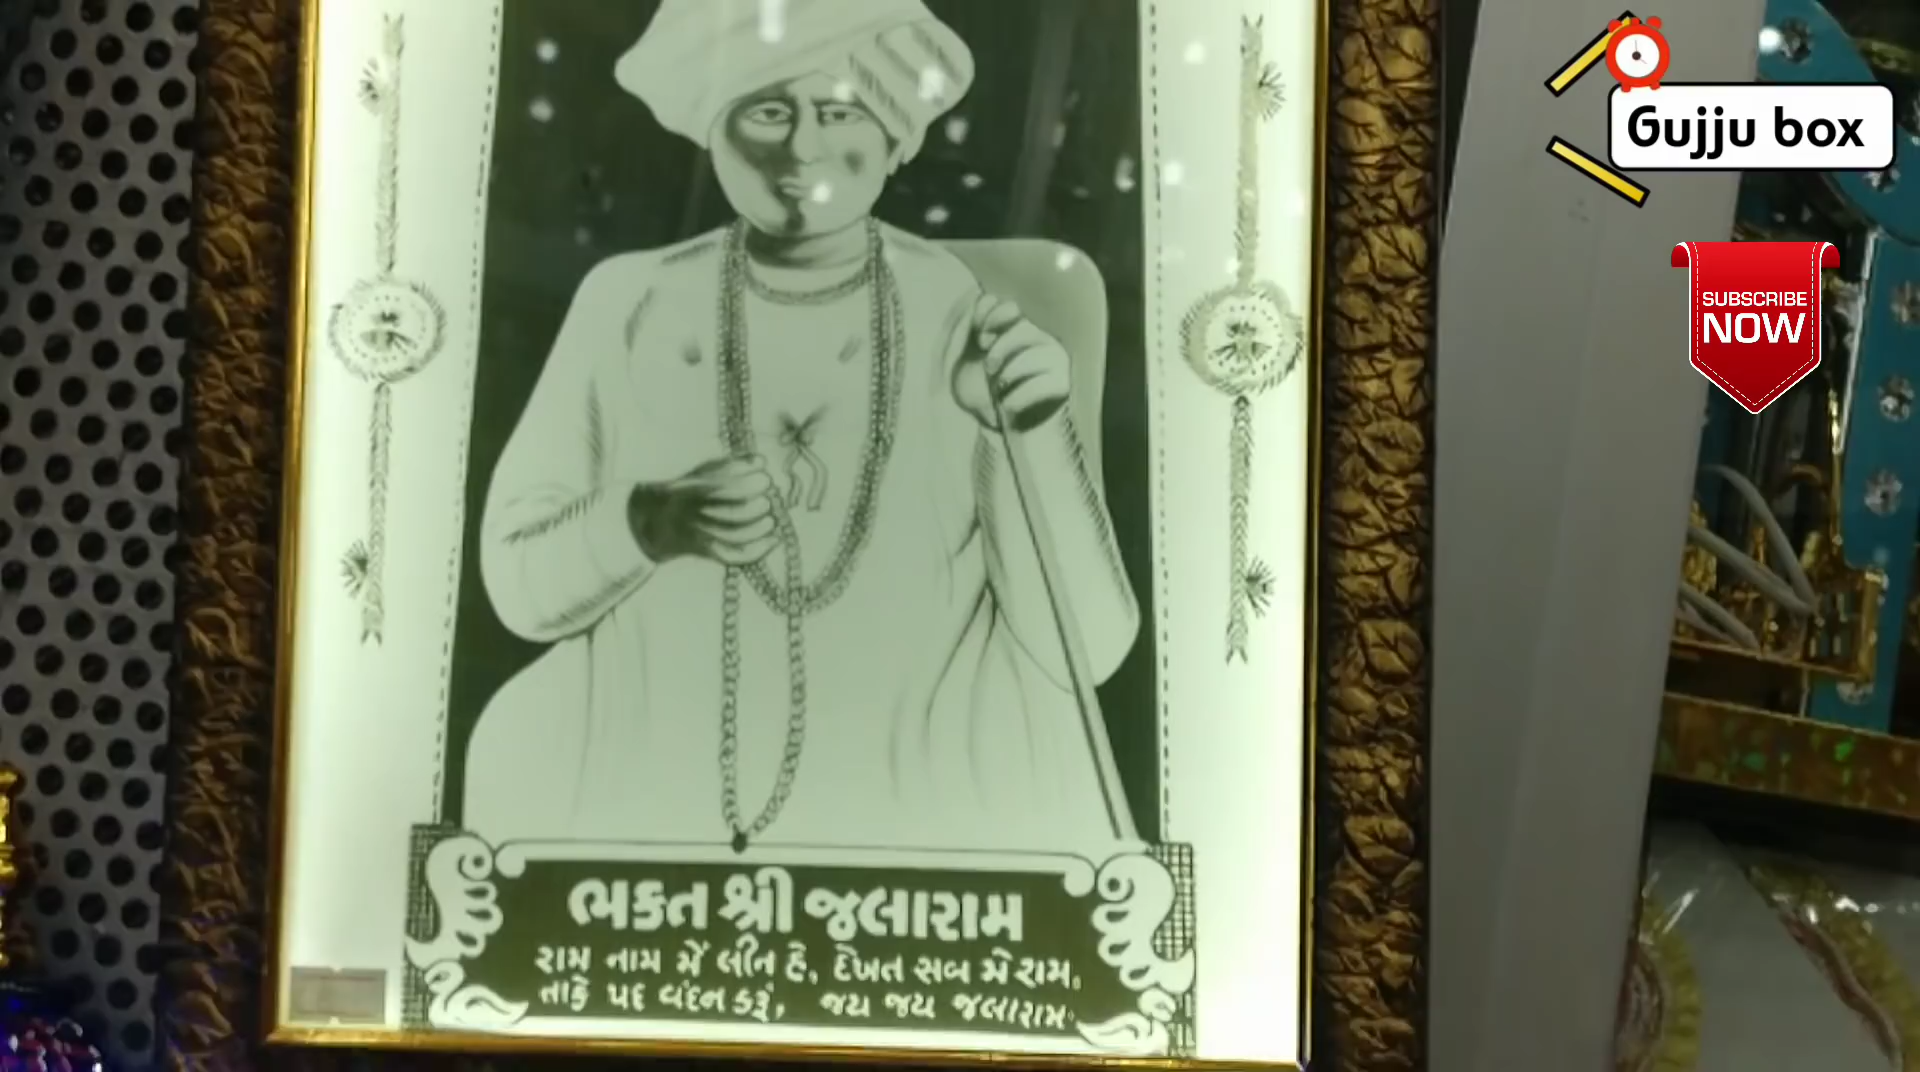 Gujju box
SUBSCRIBE
NOW
ભકત શ્રી જલારામ
રામ નામ મેં લીન હે, દેખત સબ મે રામ,
તાકે પદ વંદન કરૂં, જય જય જલારામ